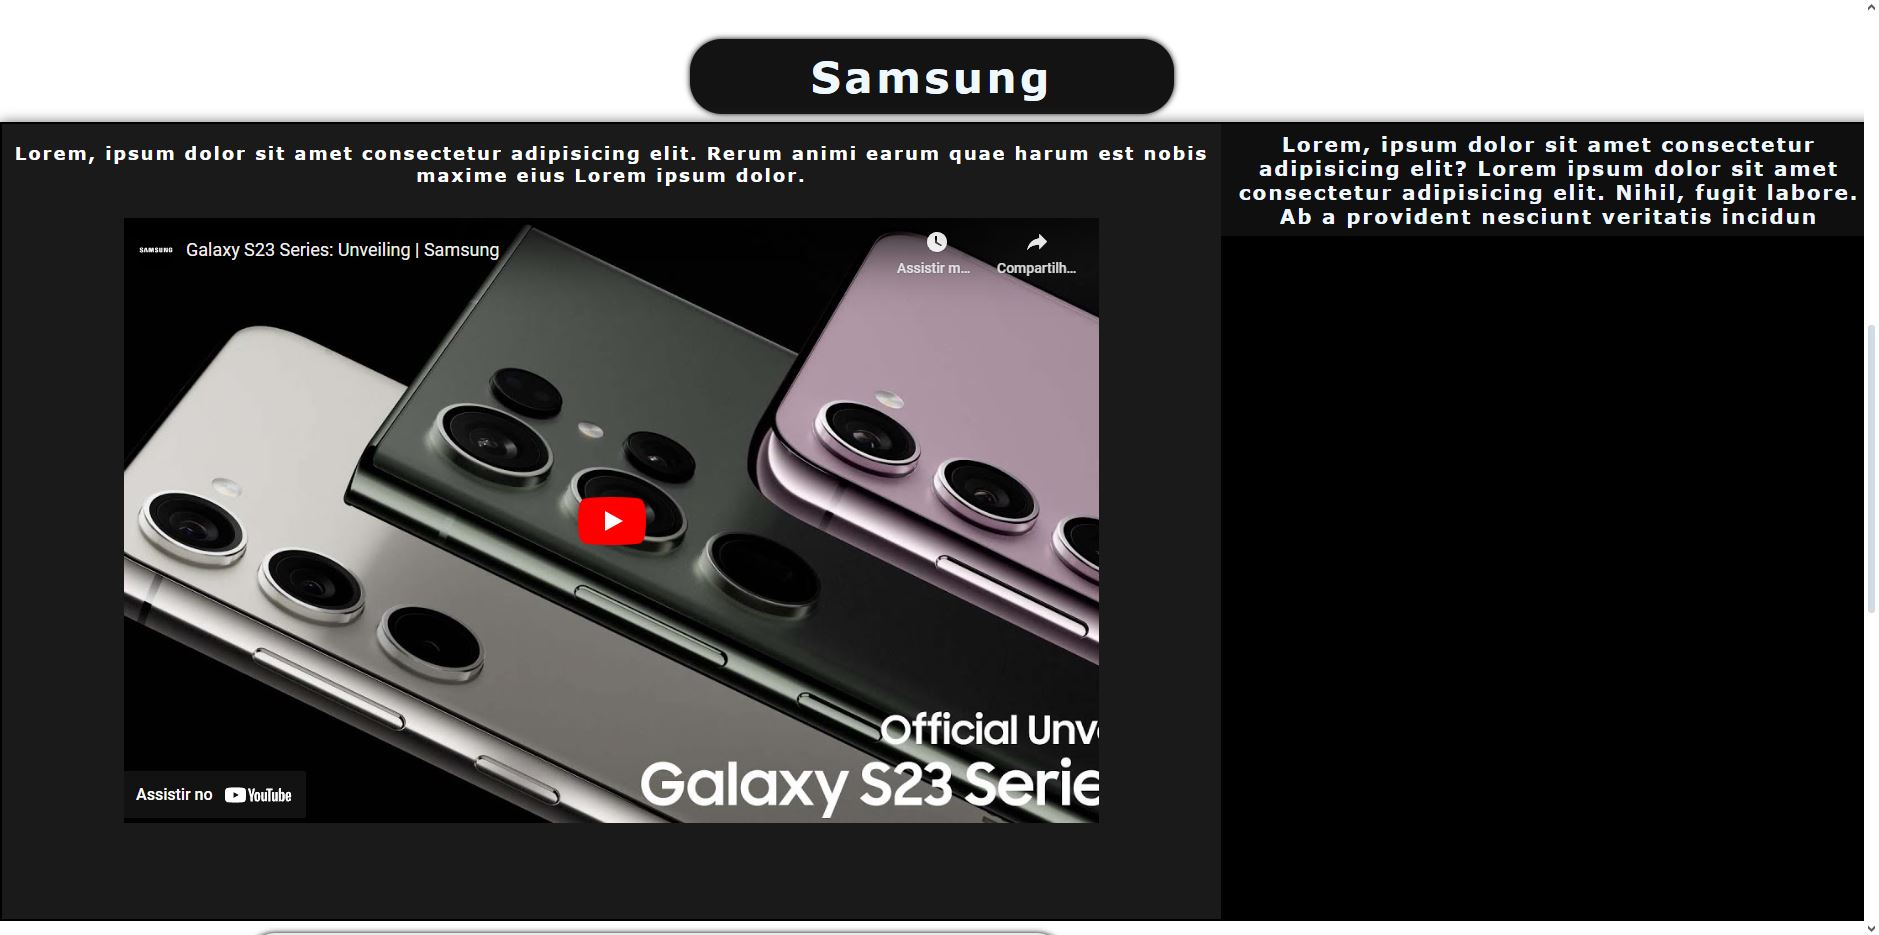 Samsung
Lorem, ipsum dolor sit amet consectetur adipisicing elit. Rerum animi earum quae harum est nobis
maxime eius Lorem ipsum dolor.
SAMSUNG
Galaxy S23 Series: Unveiling | Samsung
Assistir m...
Compartilh...
Official Unv
Galaxy S23 Serie
Assistir no YouTube
Lorem, ipsum dolor sit amet consectetur
adipisicing elit? Lorem ipsum dolor sit amet
consectetur adipisicing elit. Nihil, fugit labore.
Ab a provident nesciunt veritatis incidun